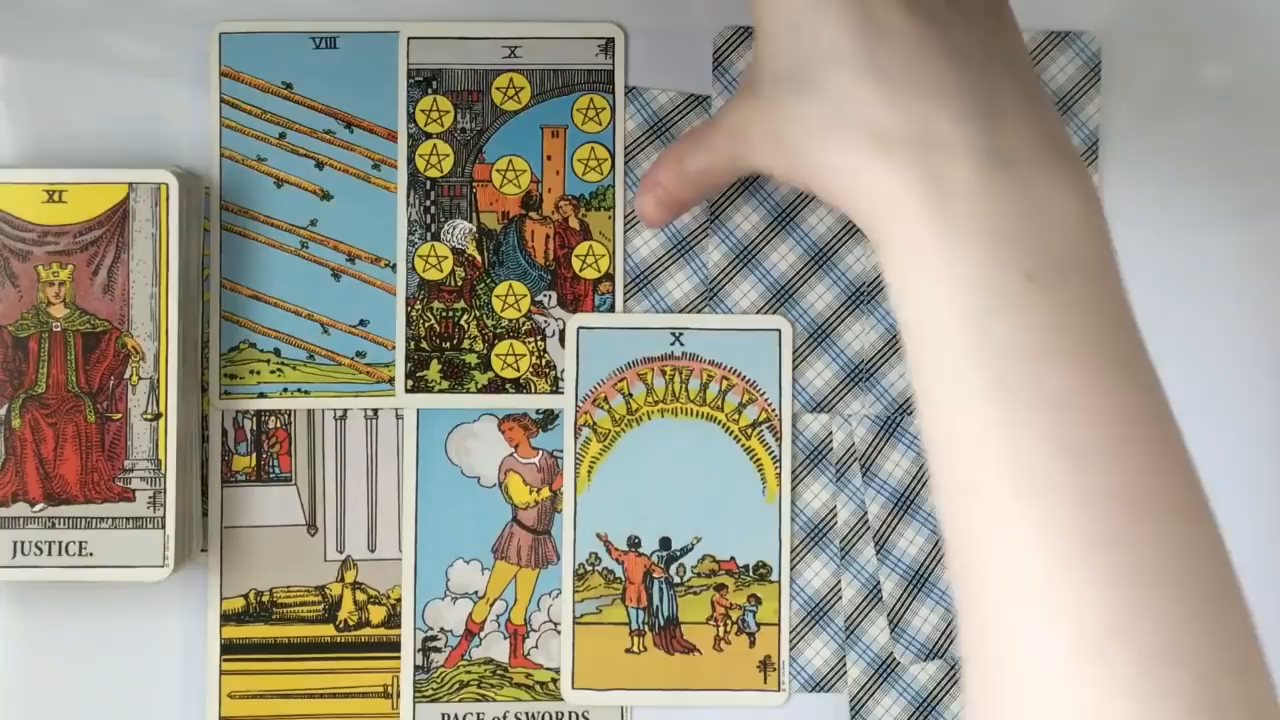 VIII
X
XI
X
JUSTICE.
PAGE of SWORDS